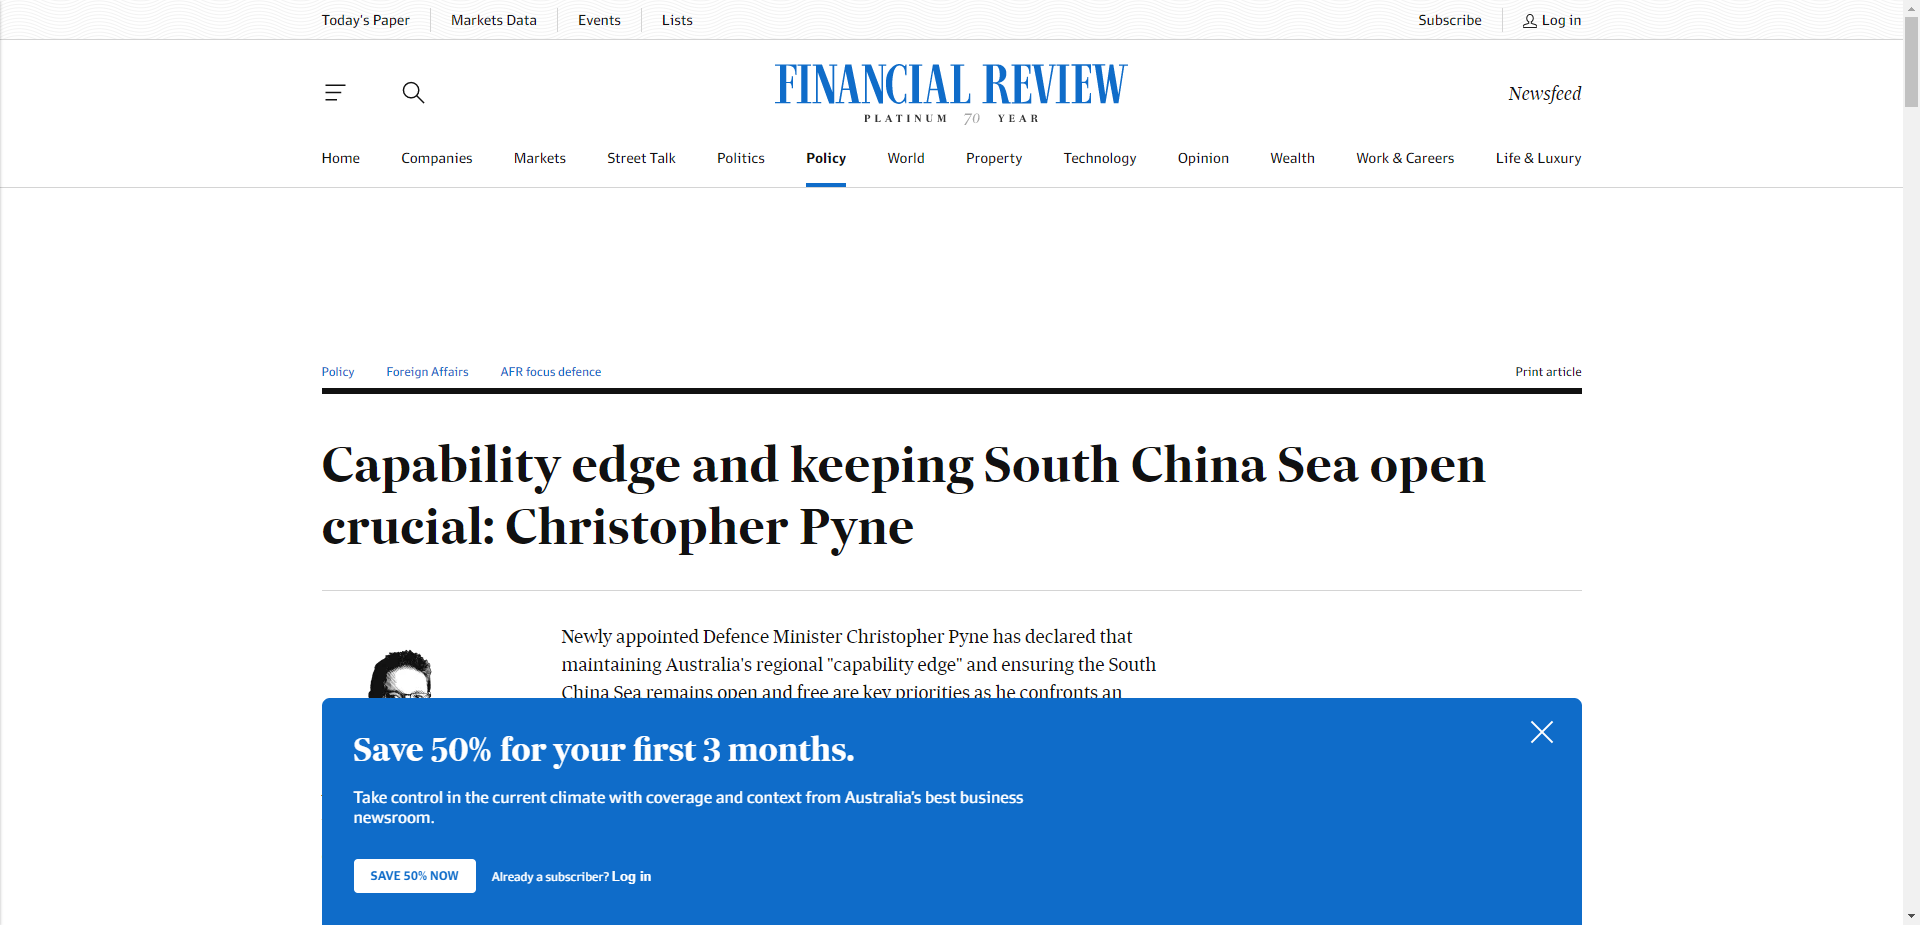 Today's Paper
Markets Data
Events
Lists
Subscribe
Log in
FINANCIAL REVIEW
PLATINUM 70 YEAR
Newsfeed
Home
Companies
Markets
Street Talk
Politics
Policy
World
Property
Technology
Opinion
Wealth
Work & Careers
Life & Luxury
Policy
Foreign Affairs
AFR focus defence
Print article
Capability edge and keeping South China Sea open
crucial: Christopher Pyne
Newly appointed Defence Minister Christopher Pyne has declared that
maintaining Australia's regional "capability edge" and ensuring the South
China Sea remains open and free are key priorities as he confronts an
Save 50% for your first 3 months.
Take control in the current climate with coverage and context from Australia's best business
newsroom.
SAVE 50% NOW
Already a subscriber? Log in